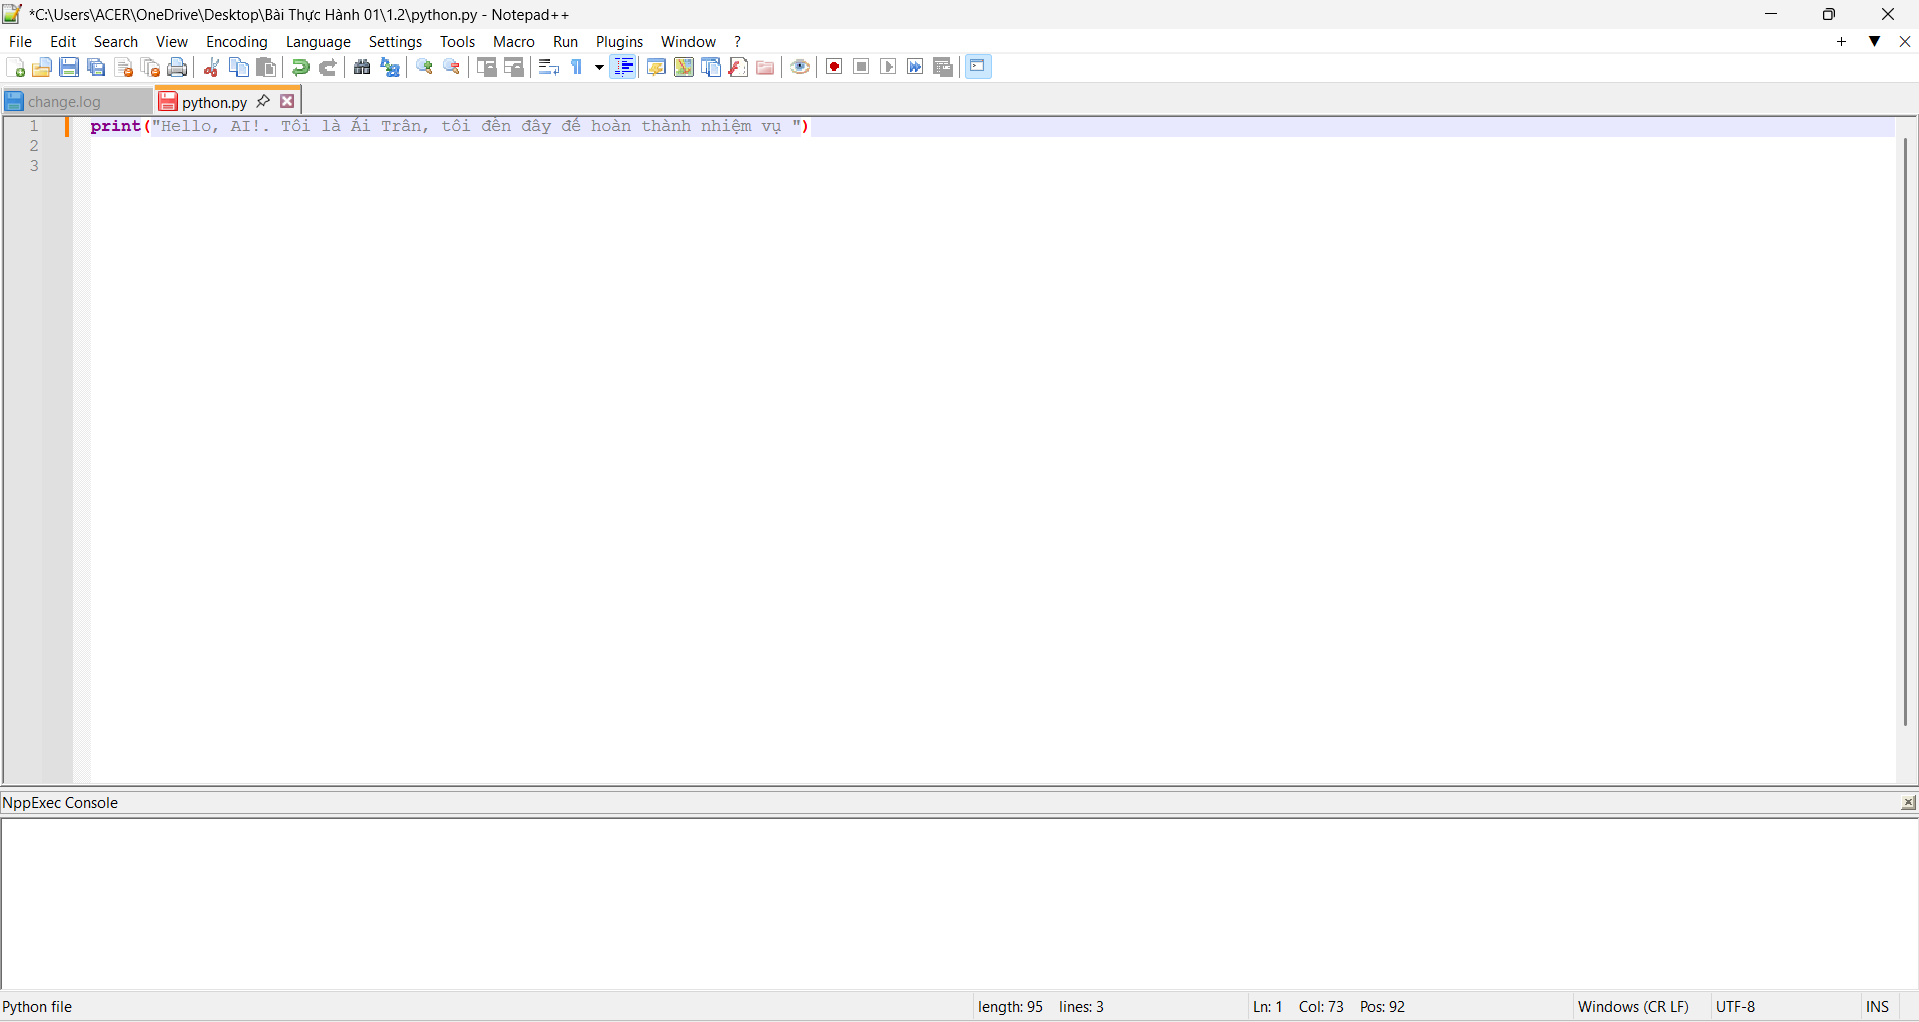 *C:\Users\ACER\OneDrive\Desktop\Bài Thực Hành 01\1.2\python.py - Notepad++
File Edit Search View Encoding Language Settings Tools Macro Run Plugins Window ?
change.log python.py
1 print("Hello, AI!. Tôi là Ái Trân, tôi đến đây để hoàn thành nhiệm vụ ")
2
3
NppExec Console
Python file length: 95 lines: 3 Ln: 1 Col: 73 Pos: 92 Windows (CR LF) UTF-8 INS